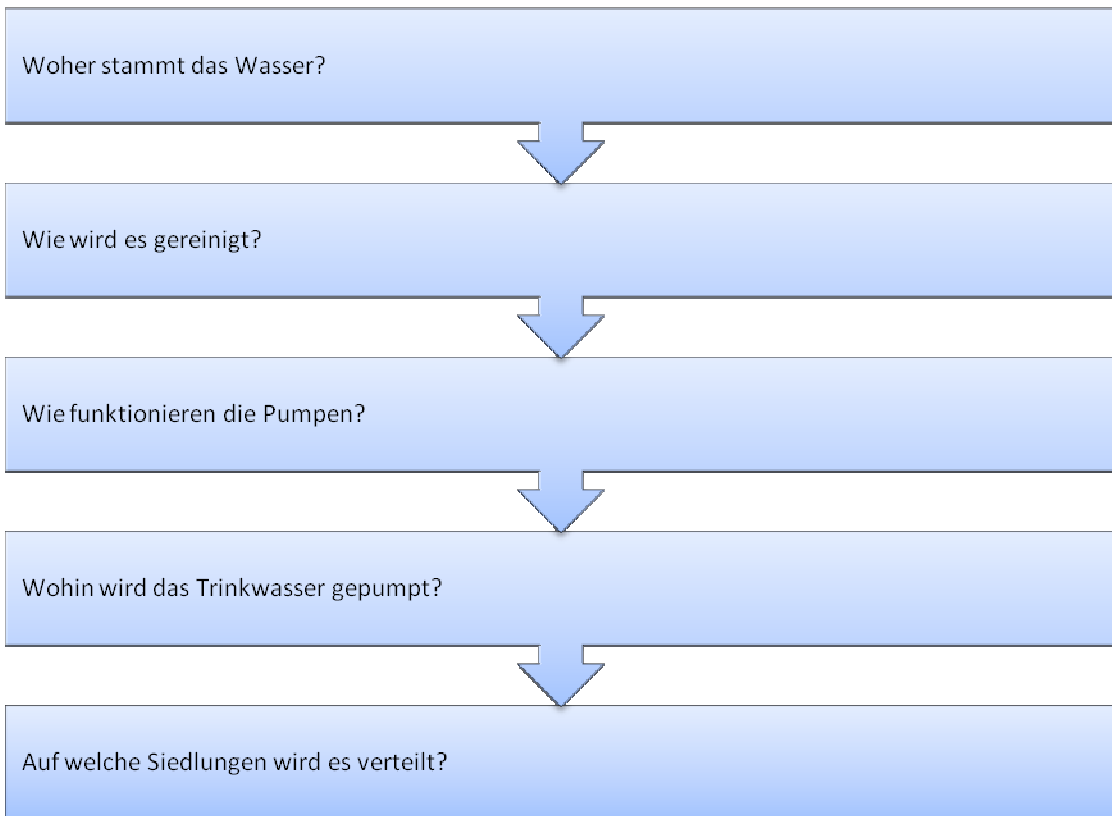 Woher stammt das Wasser?
Wie wird es gereinigt?
Wie funktionieren die Pumpen?
Wohin wird das Trinkwasser gepumpt?
Auf welche Siedlungen wird es verteilt?